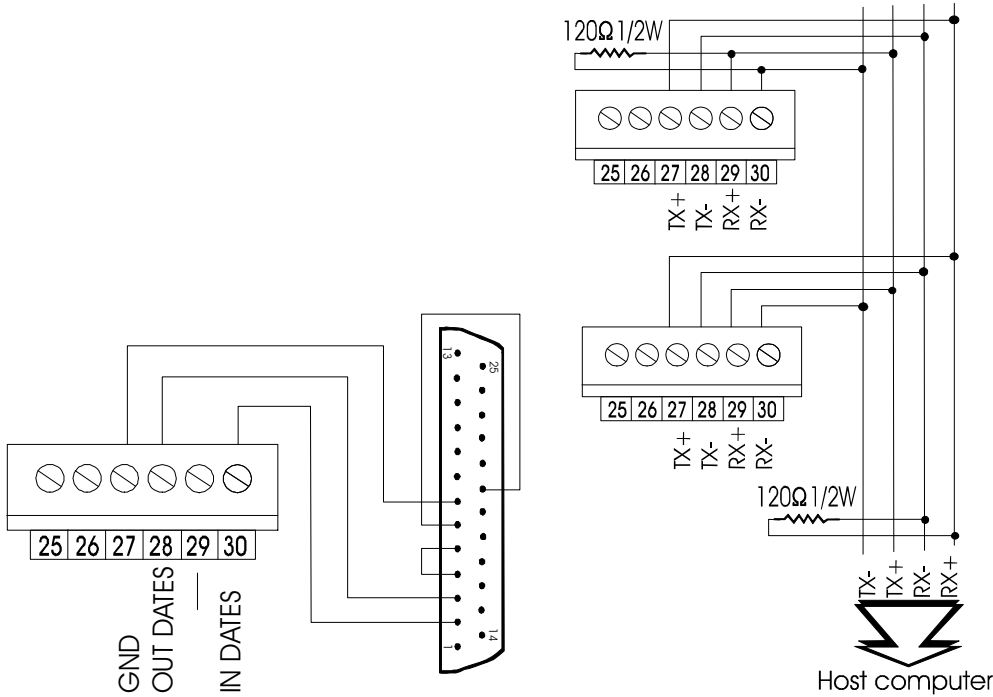 120Ω 1/2W
25 26 27 28 29 30
TX+ TX- RX+ RX-
25 26 27 28 29 30
TX+ TX- RX+ RX-
13
25
14
1
25 26 27 28 29 30
GND
OUT DATES
IN DATES
120Ω 1/2W
TX- TX+ RX- RX+
Host computer